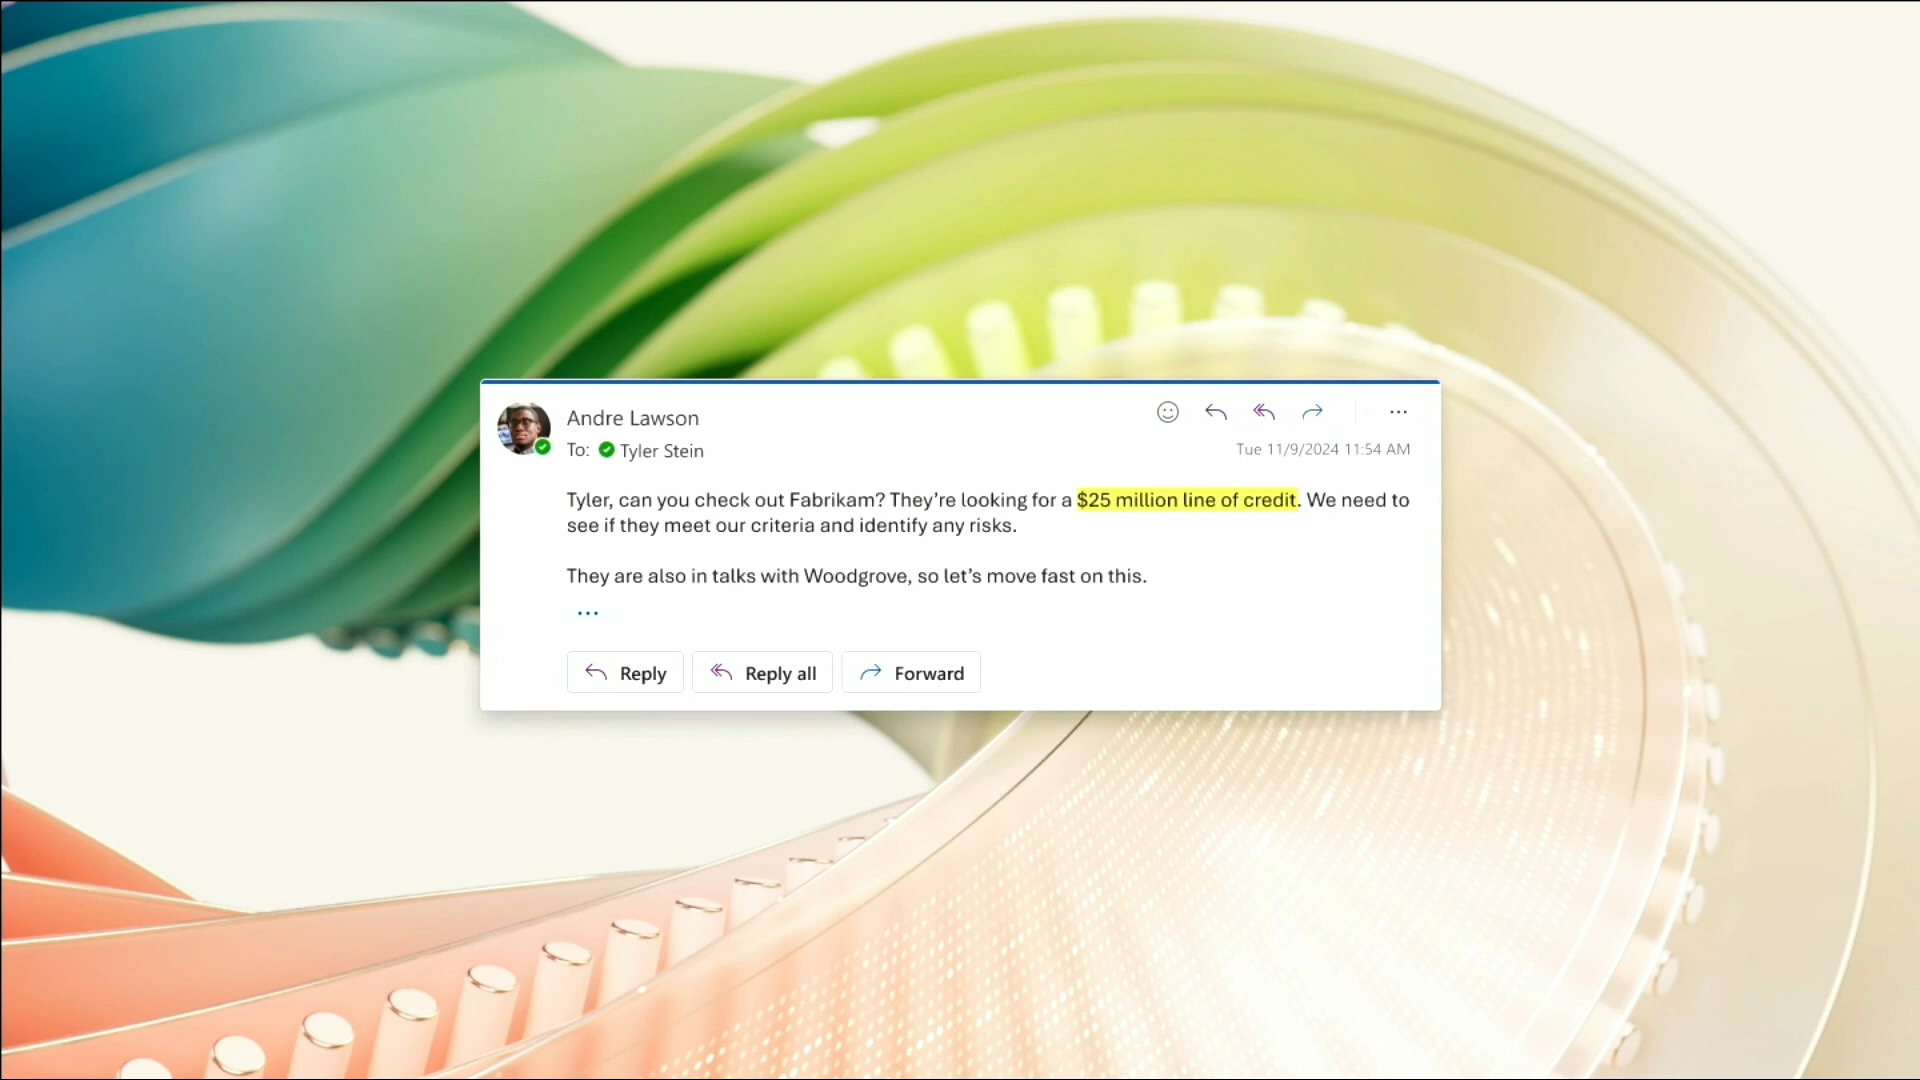 Andre Lawson
To: Tyler Stein
Tue 11/9/2024 11:54 AM
Tyler, can you check out Fabrikam? They’re looking for a $25 million line of credit. We need to
see if they meet our criteria and identify any risks.
They are also in talks with Woodgrove, so let’s move fast on this.
Reply
Reply all
Forward